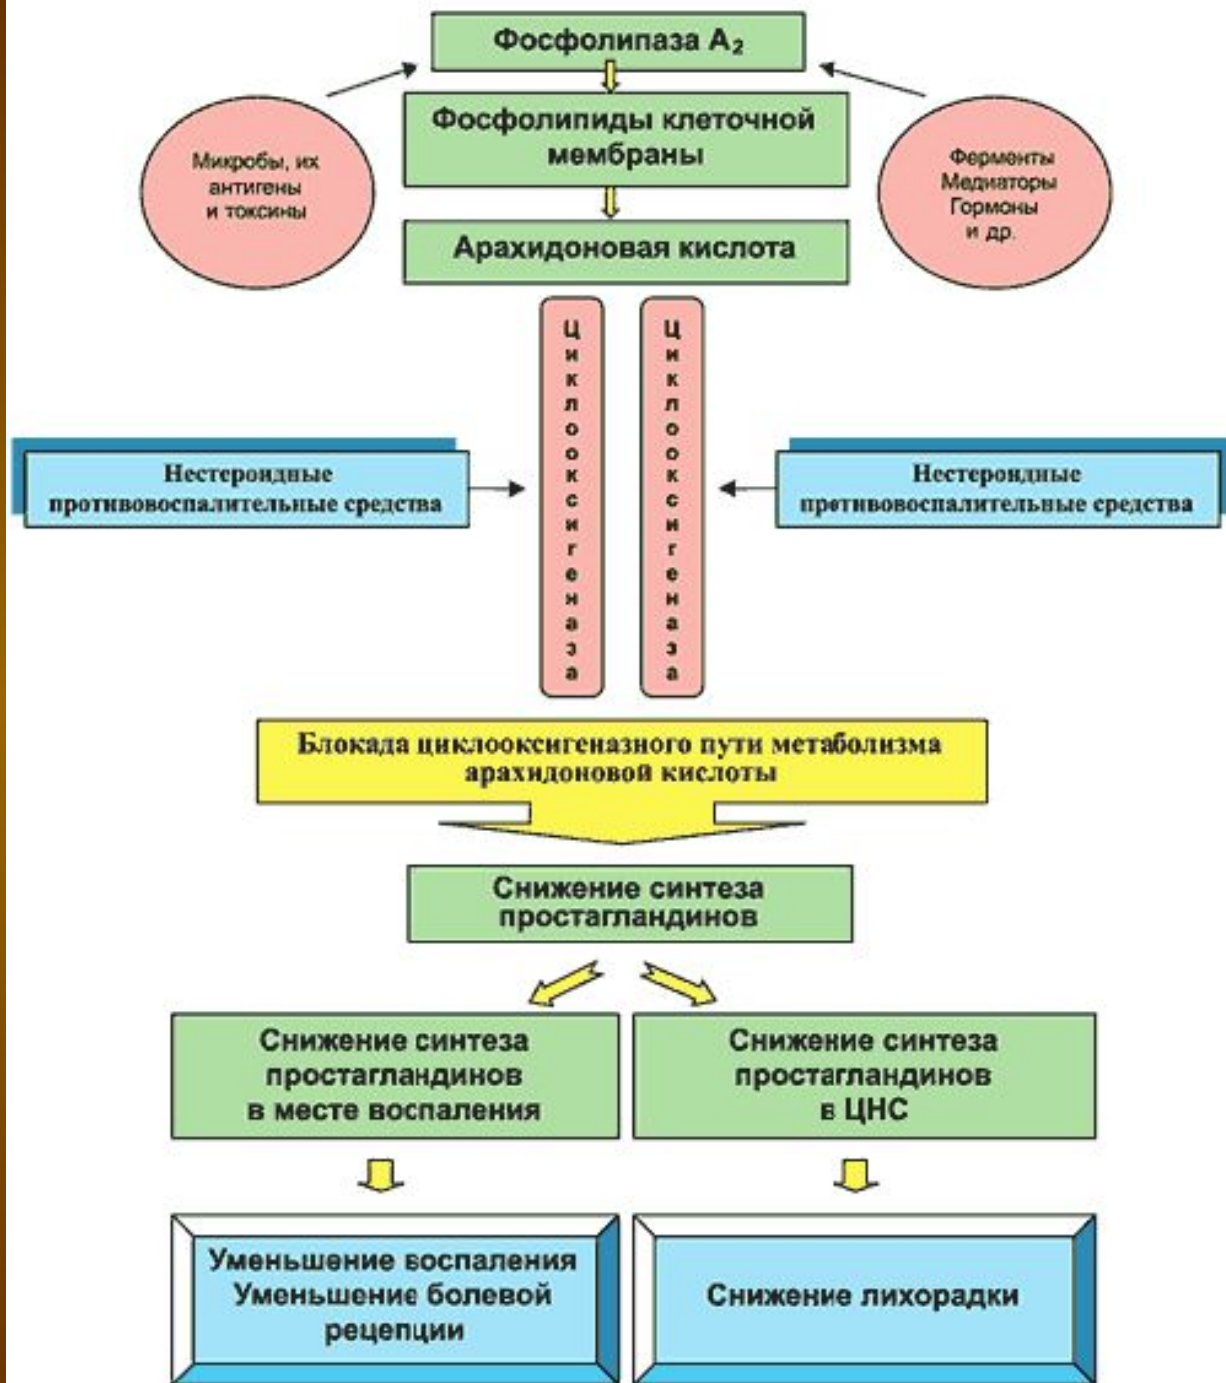 Фосфолипаза А₂
Фосфолипиды клеточной
мембраны
Микробы, их
антигены
и токсины
Ферменты
Медиаторы
Гормоны
и др.
Арахидоновая кислота
Циклооксигеназа
Циклооксигеназа
Нестероидные
противовоспалительные средства
Нестероидные
противовоспалительные средства
Блокада циклооксигеназного пути метаболизма
арахидоновой кислоты
Снижение синтеза
простагландинов
Снижение синтеза
простагландинов
в месте воспаления
Снижение синтеза
простагландинов
в ЦНС
Уменьшение воспаления
Уменьшение болевой
рецепции
Снижение лихорадки